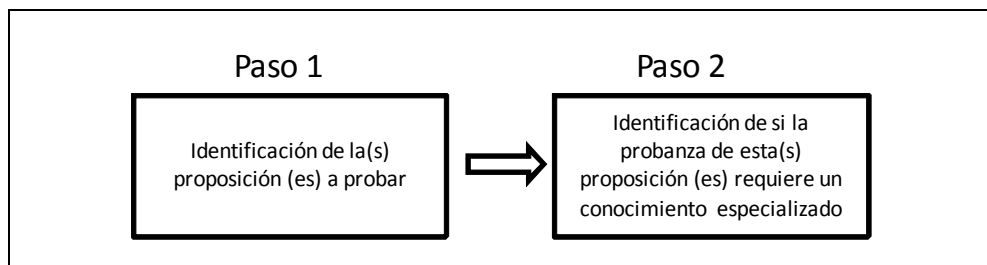 Paso 1
Identificación de la(s)
proposición (es) a probar
Paso 2
Identificación de si la
probanza de esta(s)
proposición (es) requiere un
conocimiento especializado